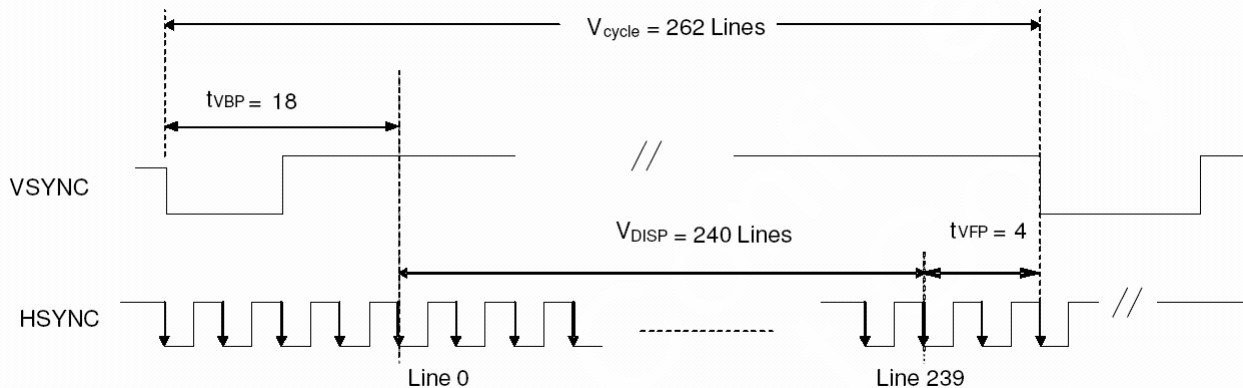 Vcycle = 262 Lines
tVBP = 18
VSYNC
VDISP = 240 Lines
tVFP = 4
HSYNC
Line 0
Line 239